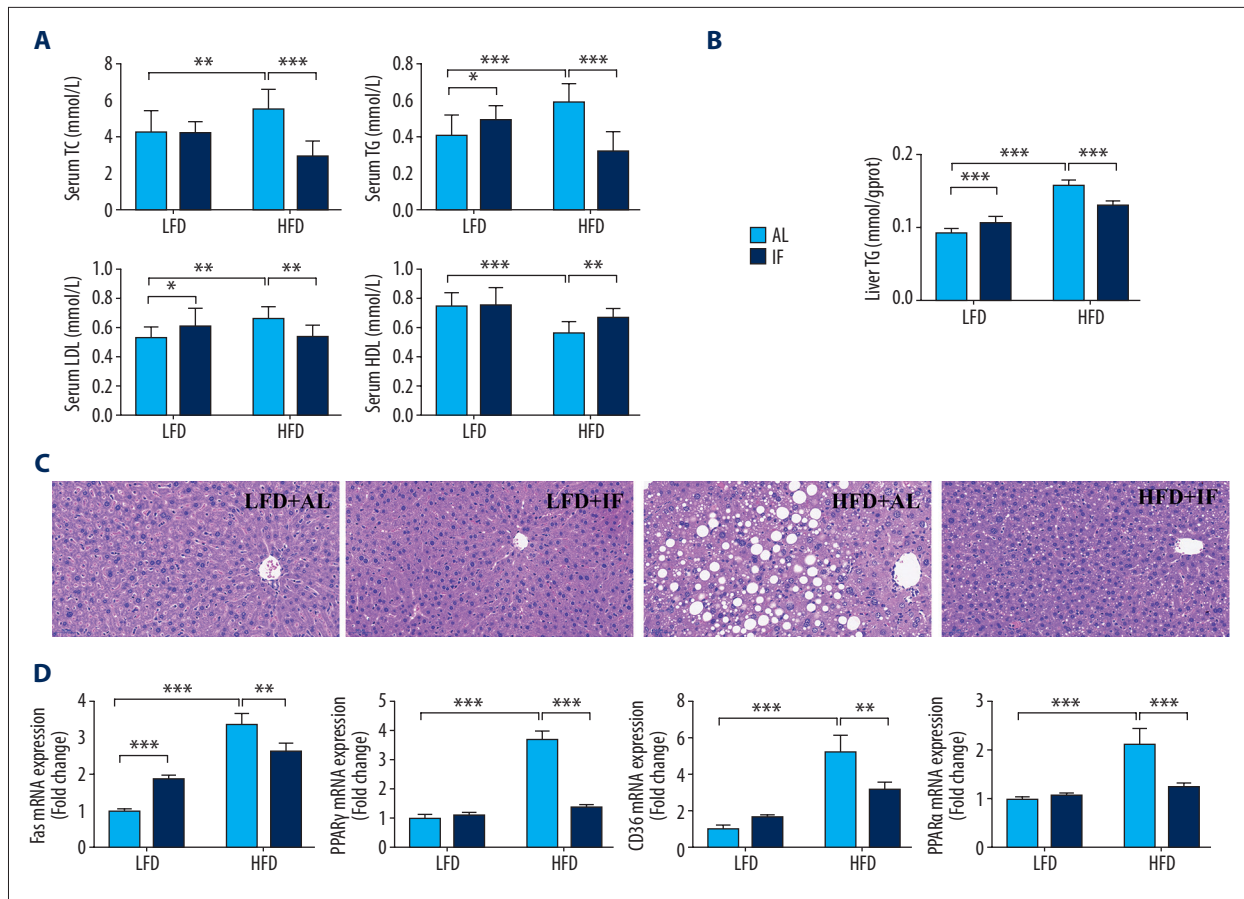 A
Serum TC (mmol/L)
8
6
4
2
0
**
***
LFD
HFD
Serum TG (mmol/L)
0.8
0.6
0.4
0.2
0.0
***
*
***
LFD
HFD
Serum LDL (mmol/L)
1.0
0.8
0.6
0.4
0.2
0.0
**
*
**
LFD
HFD
Serum HDL (mmol/L)
1.0
0.8
0.6
0.4
0.2
0.0
***
**
LFD
HFD
AL
IF
B
Liver TG (mmol/gprot)
0.2
0.1
0.0
***
***
***
LFD
HFD
C
LFD+AL
LFD+IF
HFD+AL
HFD+IF
D
Fas mRNA expression
(Fold change)
4
3
2
1
0
***
***
**
LFD
HFD
PPARγ mRNA expression
(Fold change)
5
4
3
2
1
0
***
***
LFD
HFD
CD36 mRNA expression
(Fold change)
8
6
4
2
0
***
**
LFD
HFD
PPARα mRNA expression
(Fold change)
3
2
1
0
***
***
LFD
HFD